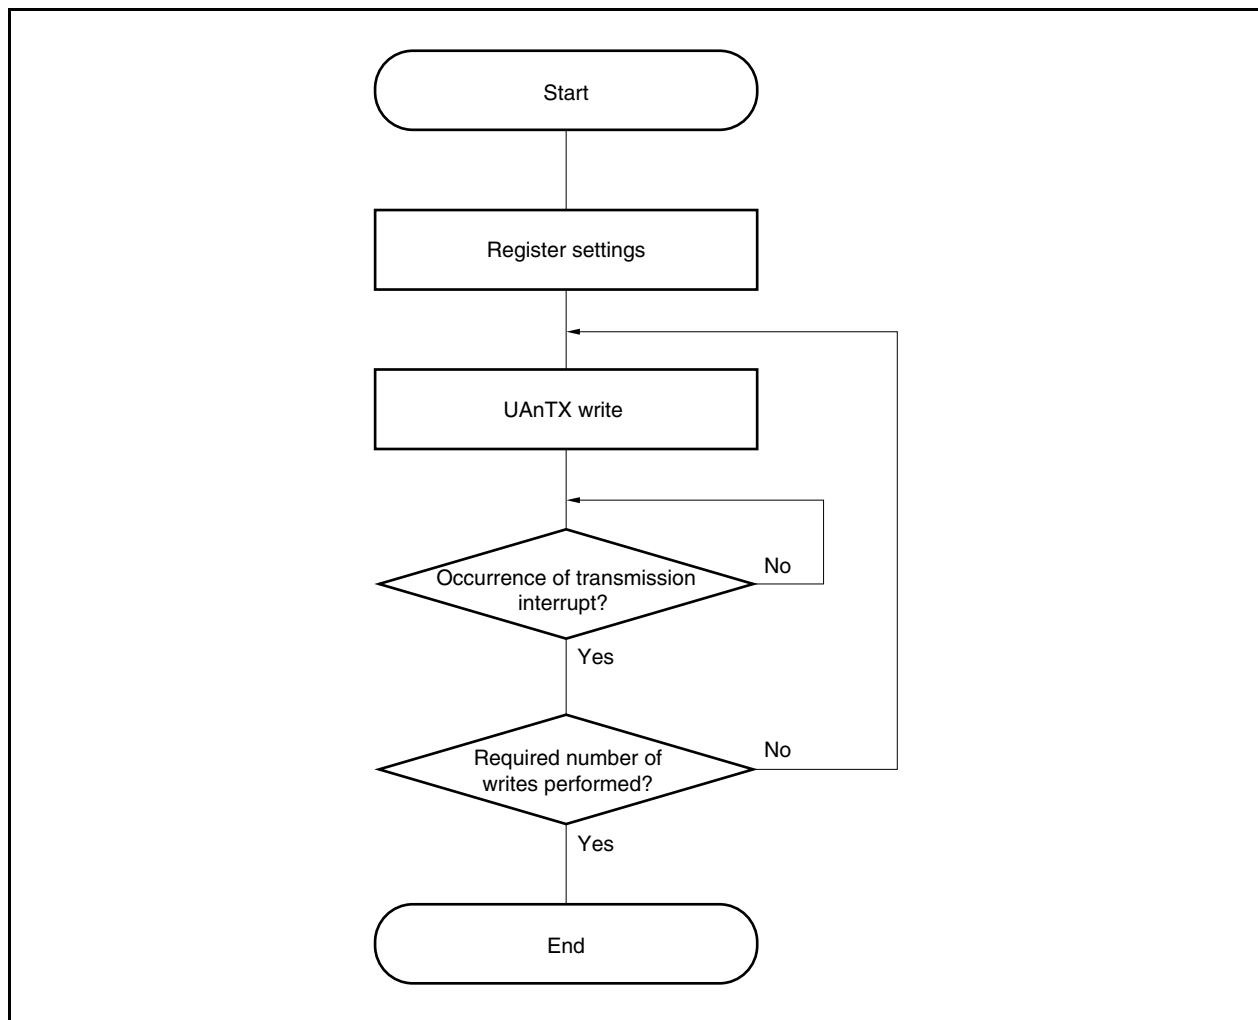 Start
Register settings
UAnTX write
Occurrence of transmission
interrupt?
No
Yes
Required number of
writes performed?
No
Yes
End